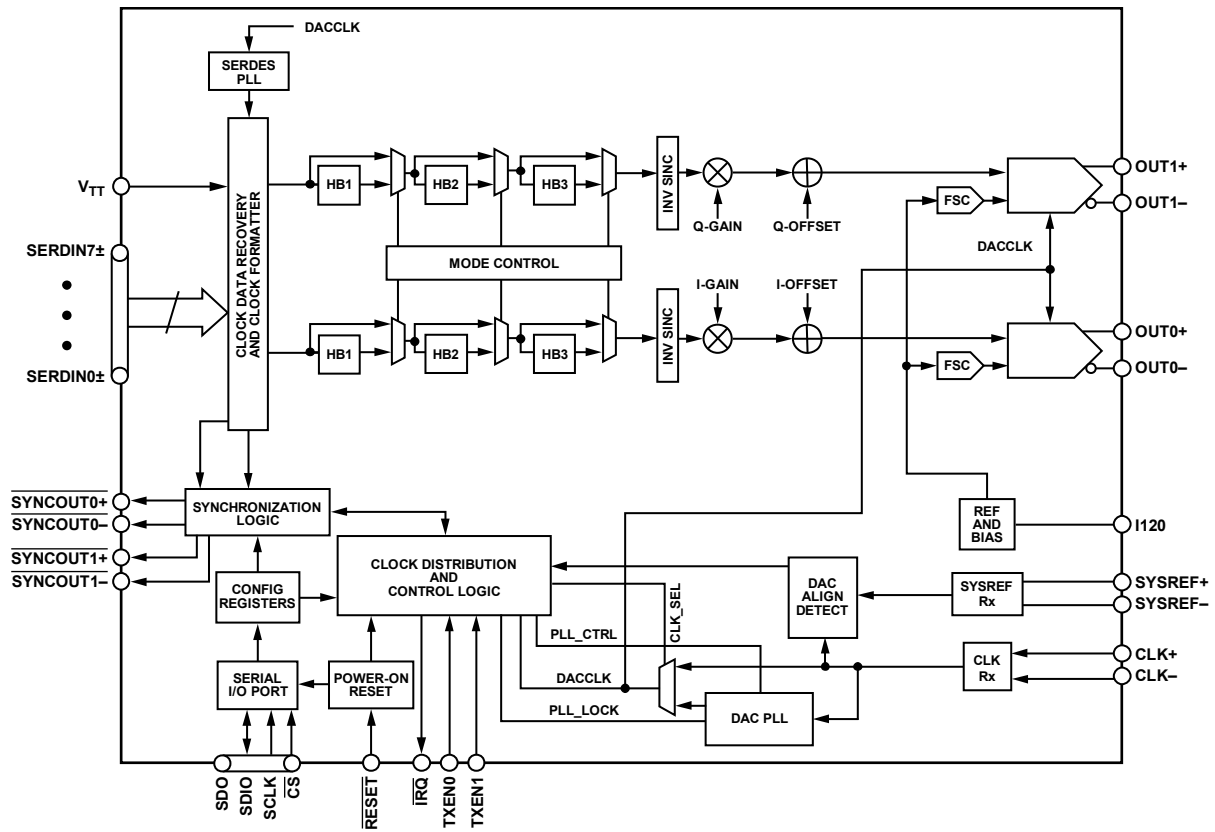 DACCLK
SERDES
PLL
CLOCK DATA RECOVERY
AND CLOCK FORMATTER
VTT
SERDIN7±
SERDIN0±
HB1
HB2
HB3
INV SINC
Q-GAIN
Q-OFFSET
FSC
OUT1+
OUT1–
DACCLK
MODE CONTROL
I-GAIN
I-OFFSET
HB1
HB2
HB3
INV SINC
FSC
OUT0+
OUT0–
SYNCOUT0+
SYNCOUT0–
SYNCOUT1+
SYNCOUT1–
SYNCHRONIZATION
LOGIC
REF
AND
BIAS
I120
CLOCK DISTRIBUTION
AND
CONTROL LOGIC
CONFIG
REGISTERS
CLK_SEL
DAC
ALIGN
DETECT
SYSREF
Rx
SYSREF+
SYSREF–
PLL_CTRL
SERIAL
I/O PORT
POWER-ON
RESET
DACCLK
CLK
Rx
CLK+
CLK–
PLL_LOCK
DAC PLL
SDO
SDIO
SCLK
CS
RESET
IRQ
TXEN0
TXEN1